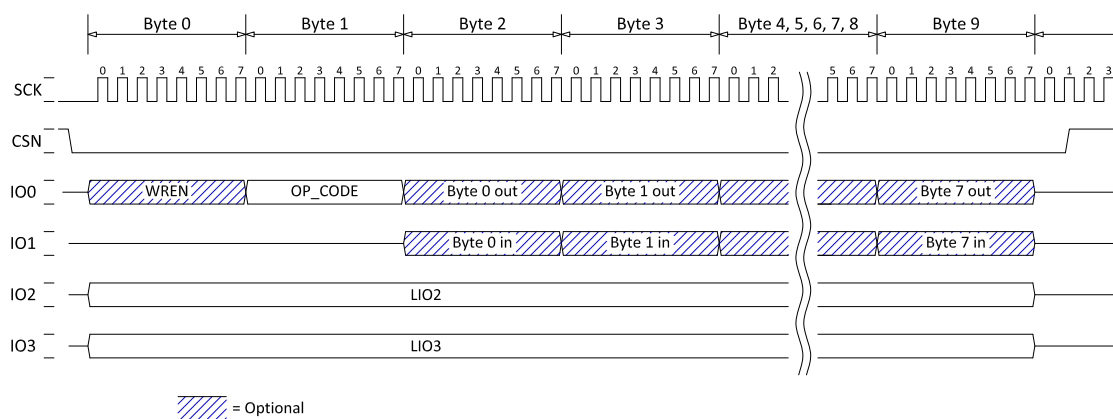 Byte 0 Byte 1 Byte 2 Byte 3 Byte 4, 5, 6, 7, 8 Byte 9
0 1 2 3 4 5 6 7 0 1 2 3 4 5 6 7 0 1 2 3 4 5 6 7 0 1 2 3 4 5 6 7 0 1 2 5 6 7 0 1 2 3 4 5 6 7 0 1 2 3
SCK
CSN
IO0 WREN OP_CODE Byte 0 out Byte 1 out Byte 7 out
IO1 Byte 0 in Byte 1 in Byte 7 in
IO2 LIO2
IO3 LIO3
= Optional